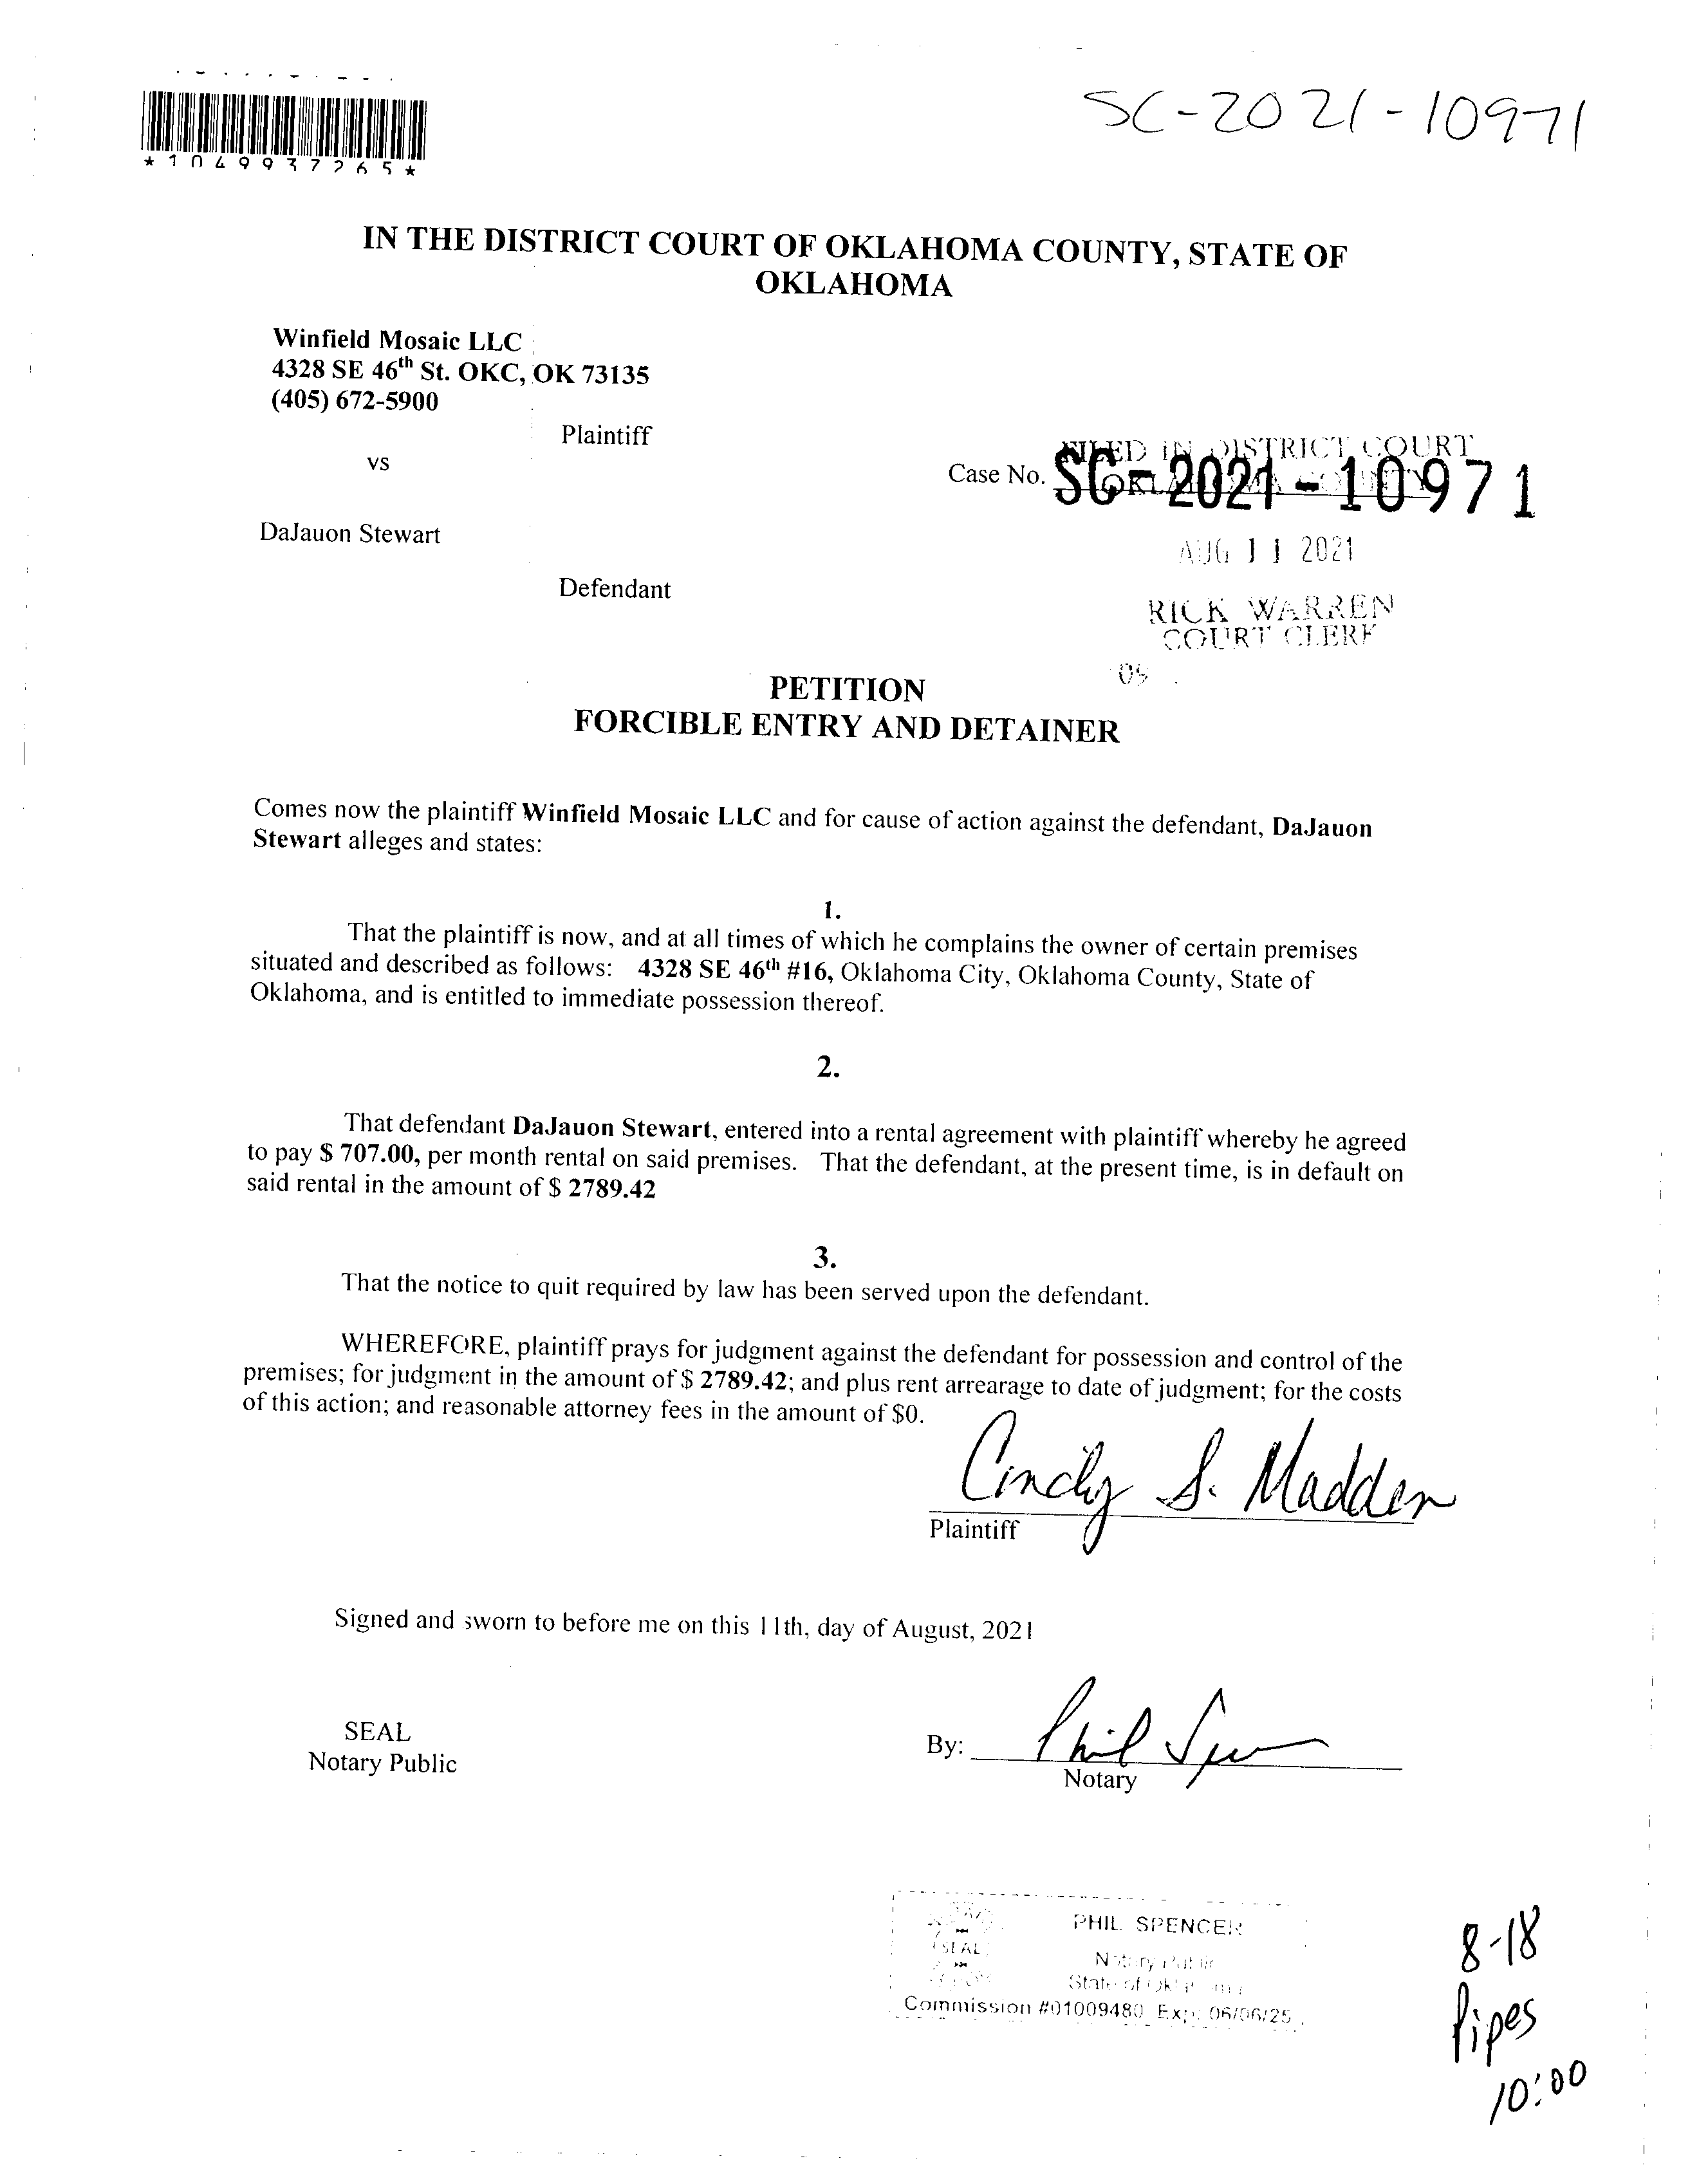 SC-2021-10971
*1049937265*
IN THE DISTRICT COURT OF OKLAHOMA COUNTY, STATE OF
OKLAHOMA
Winfield Mosaic LLC
4328 SE 46th St. OKC, OK 73135
(405) 672-5900
Plaintiff
vs
FILED IN DISTRICT COURT
OKLAHOMA COUNTY
Case No. SC-2021-10971
DaJauon Stewart
AUG 11 2021
Defendant
RICK WARREN
COURT CLERK
PETITION
FORCIBLE ENTRY AND DETAINER
Comes now the plaintiff Winfield Mosaic LLC and for cause of action against the defendant, DaJauon
Stewart alleges and states:
1.
That the plaintiff is now, and at all times of which he complains the owner of certain premises
situated and described as follows: 4328 SE 46th #16, Oklahoma City, Oklahoma County, State of
Oklahoma, and is entitled to immediate possession thereof.
2.
That defendant DaJauon Stewart, entered into a rental agreement with plaintiff whereby he agreed
to pay $ 707.00, per month rental on said premises. That the defendant, at the present time, is in default on
said rental in the amount of $ 2789.42
3.
That the notice to quit required by law has been served upon the defendant.
WHEREFORE, plaintiff prays for judgment against the defendant for possession and control of the
premises; for judgment in the amount of $ 2789.42; and plus rent arrearage to date of judgment; for the costs
of this action; and reasonable attorney fees in the amount of $0.
Cindy S. Madden
Plaintiff
Signed and sworn to before me on this 11th, day of August, 2021
SEAL
Notary Public
By: Phil Spencer
Notary
PHIL SPENCER
SEAL
Notary Public
State of Oklahoma
Commission #01009480 Exp: 06/06/25
8-18
Pipes
10:00